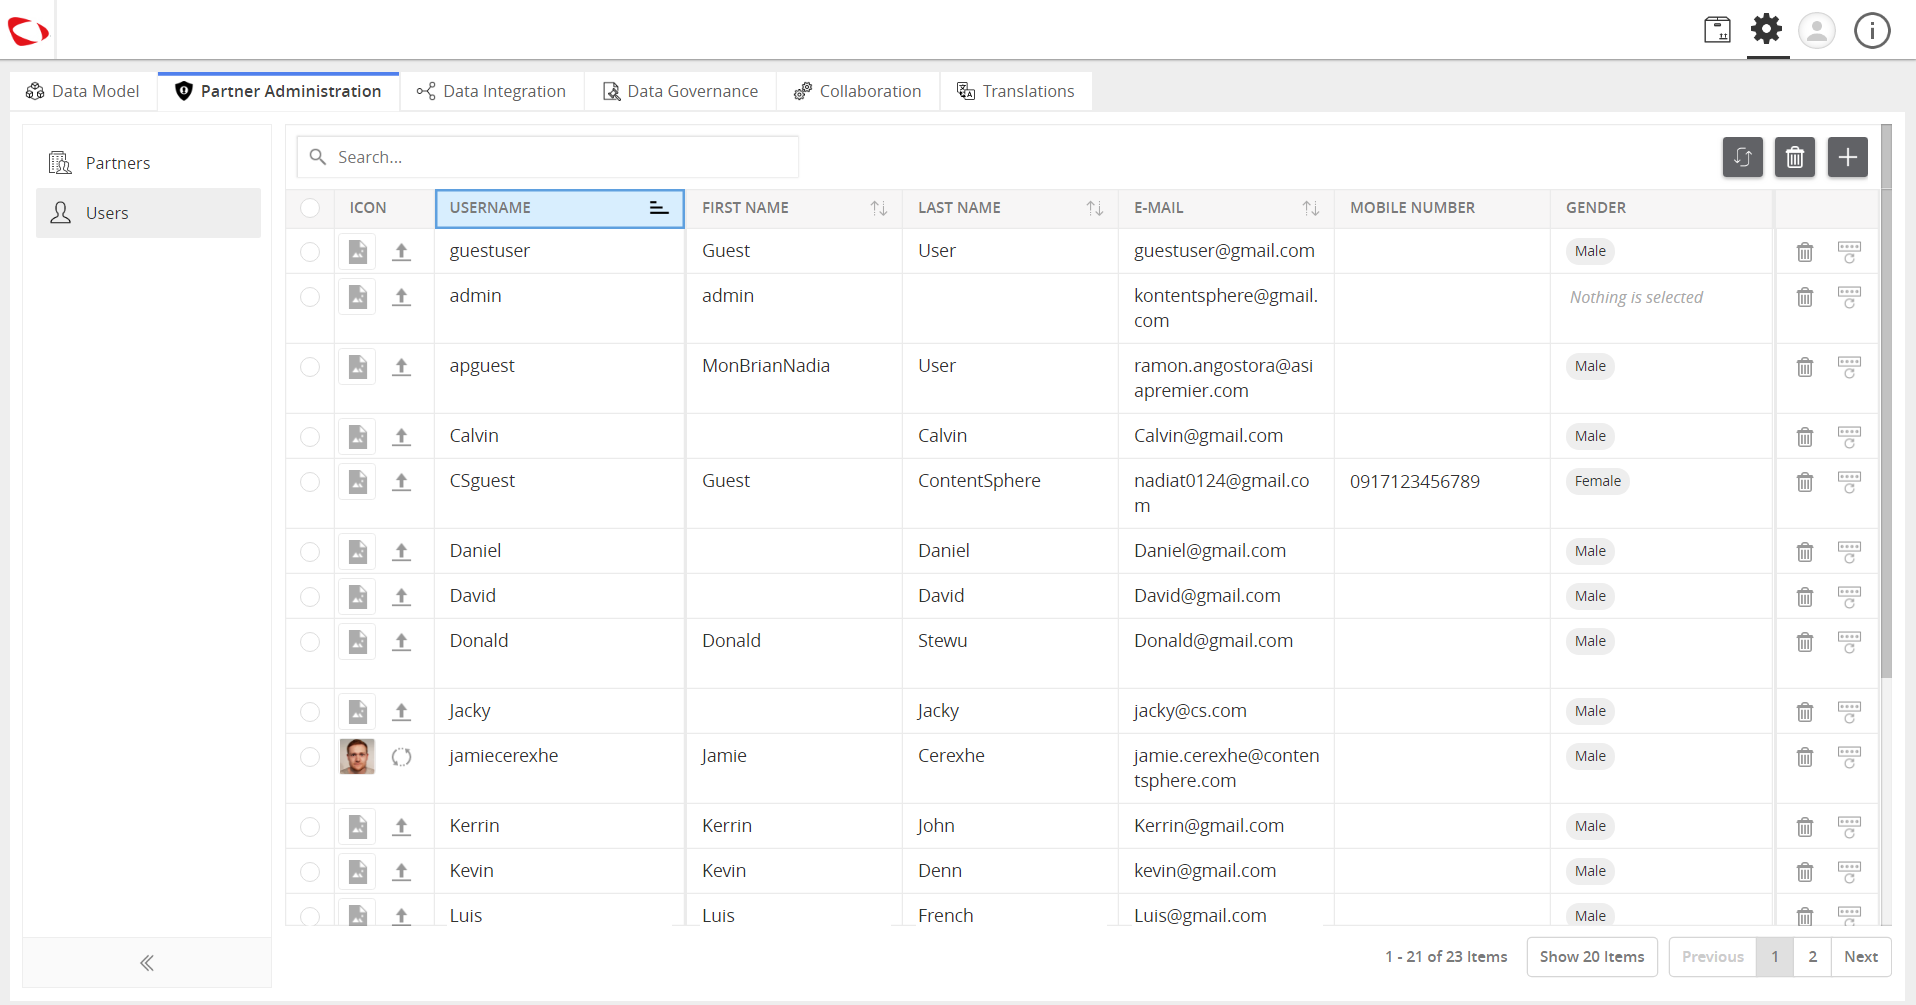 Data Model
Partner Administration
Data Integration
Data Governance
Collaboration
Translations
Partners
Users
Search...
ICON USERNAME FIRST NAME LAST NAME E-MAIL MOBILE NUMBER GENDER
guestuser Guest User guestuser@gmail.com Male
admin admin kontentsphere@gmail. Nothing is selected
com
apguest MonBrianNadia User ramon.angostora@asi Male
apremier.com
Calvin Calvin Calvin@gmail.com Male
CSguest Guest ContentSphere nadiat0124@gmail.co 0917123456789 Female
m
Daniel Daniel Daniel@gmail.com Male
David David David@gmail.com Male
Donald Donald Stewu Donald@gmail.com Male
Jacky Jacky jacky@cs.com Male
jamiecerexhe Jamie Cerexhe jamie.cerexhe@conten Male
tsphere.com
Kerrin Kerrin John Kerrin@gmail.com Male
Kevin Kevin Denn kevin@gmail.com Male
Luis Luis French Luis@gmail.com Male
1 - 21 of 23 Items Show 20 Items Previous 1 2 Next